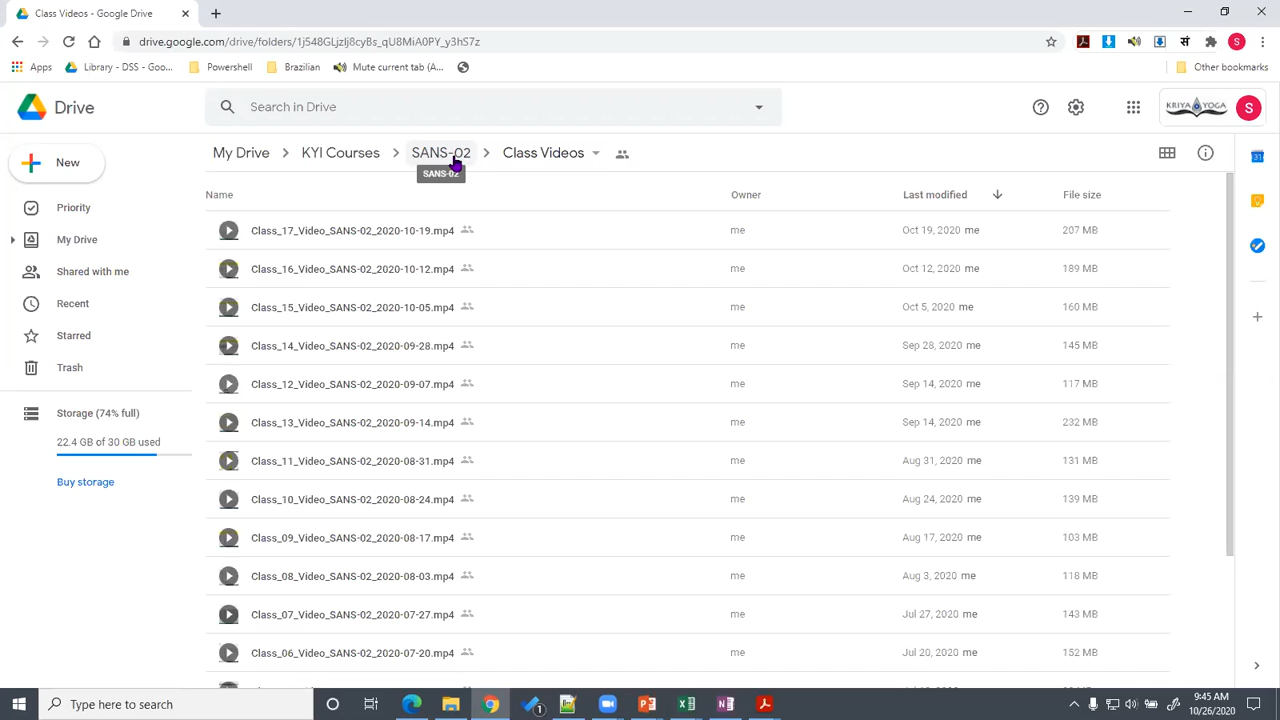 Class Videos - Google Drive
drive.google.com/drive/folders/1j548GLjzlJ8cyBs_qU8MiA0PY_y3hS7z
Apps Library - DSS - Goo... Powershell Brazilian Mute current tab (A... Other bookmarks
Drive Search in Drive KRIYA YOGA S
My Drive > KYI Courses > SANS-02 > Class Videos
SANS-02
New
Priority
My Drive
Shared with me
Recent
Starred
Trash
Storage (74% full)
22.4 GB of 30 GB used
Buy storage
Name Owner Last modified File size
Class_17_Video_SANS-02_2020-10-19.mp4 me Oct 19, 2020 me 207 MB
Class_16_Video_SANS-02_2020-10-12.mp4 me Oct 12, 2020 me 189 MB
Class_15_Video_SANS-02_2020-10-05.mp4 me Oct 5, 2020 me 160 MB
Class_14_Video_SANS-02_2020-09-28.mp4 me Sep 28, 2020 me 145 MB
Class_12_Video_SANS-02_2020-09-07.mp4 me Sep 14, 2020 me 117 MB
Class_13_Video_SANS-02_2020-09-14.mp4 me Sep 14, 2020 me 232 MB
Class_11_Video_SANS-02_2020-08-31.mp4 me Aug 31, 2020 me 131 MB
Class_10_Video_SANS-02_2020-08-24.mp4 me Aug 24, 2020 me 139 MB
Class_09_Video_SANS-02_2020-08-17.mp4 me Aug 17, 2020 me 103 MB
Class_08_Video_SANS-02_2020-08-03.mp4 me Aug 3, 2020 me 118 MB
Class_07_Video_SANS-02_2020-07-27.mp4 me Jul 27, 2020 me 143 MB
Class_06_Video_SANS-02_2020-07-20.mp4 me Jul 20, 2020 me 152 MB
Type here to search
9:45 AM
10/26/2020